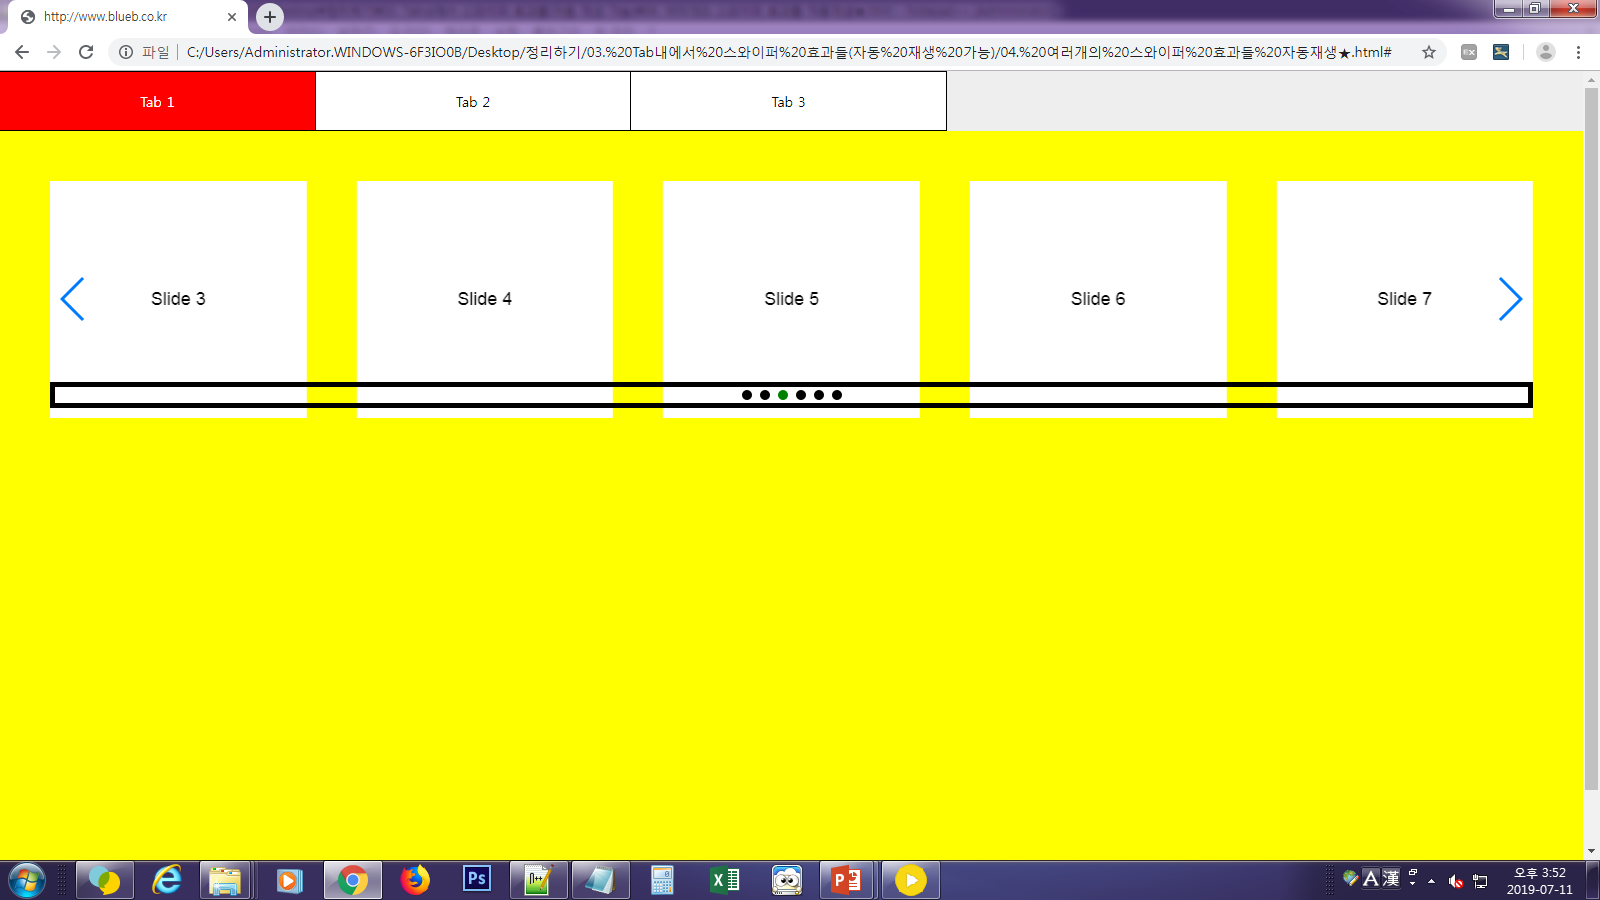 http://www.blueb.co.kr
파일 C:/Users/Administrator.WINDOWS-6F3IO0B/Desktop/정리하기/03.%20Tab내에서%20스와이퍼%20효과들(자동%20재생%20가능)/04.%20여러개의%20스와이퍼%20효과들%20자동재생★.html#
Tab 1 Tab 2 Tab 3
Slide 3 Slide 4 Slide 5 Slide 6 Slide 7
Ps
A 漢
오후 3:52
2019-07-11